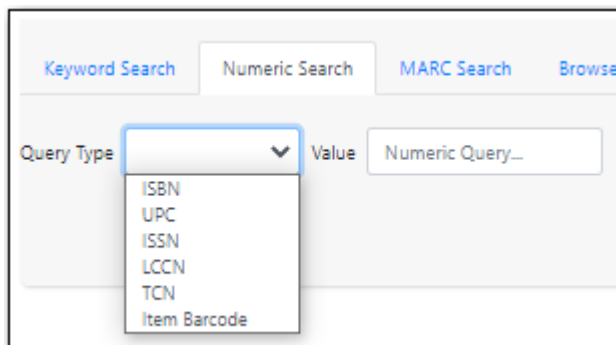 Keyword Search Numeric Search MARC Search Browse
Query Type Value Numeric Query...
ISBN
UPC
ISSN
LCCN
TCN
Item Barcode